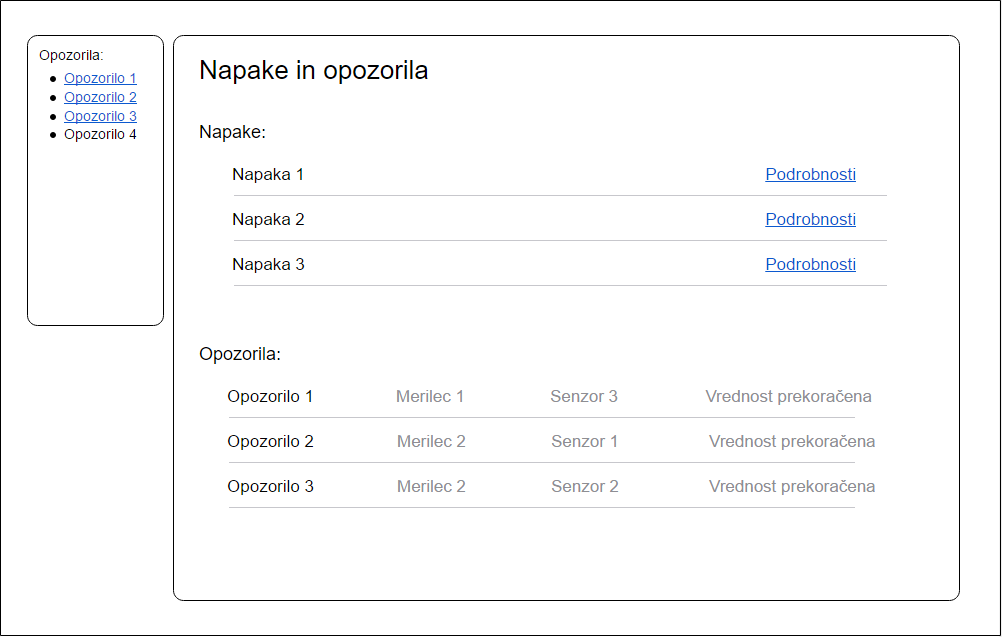 Opozorila:
Opozorilo 1
Opozorilo 2
Opozorilo 3
Opozorilo 4
Napake in opozorila
Napake:
Napaka 1 Podrobnosti
Napaka 2 Podrobnosti
Napaka 3 Podrobnosti
Opozorila:
Opozorilo 1 Merilec 1 Senzor 3 Vrednost prekoračena
Opozorilo 2 Merilec 2 Senzor 1 Vrednost prekoračena
Opozorilo 3 Merilec 2 Senzor 2 Vrednost prekoračena